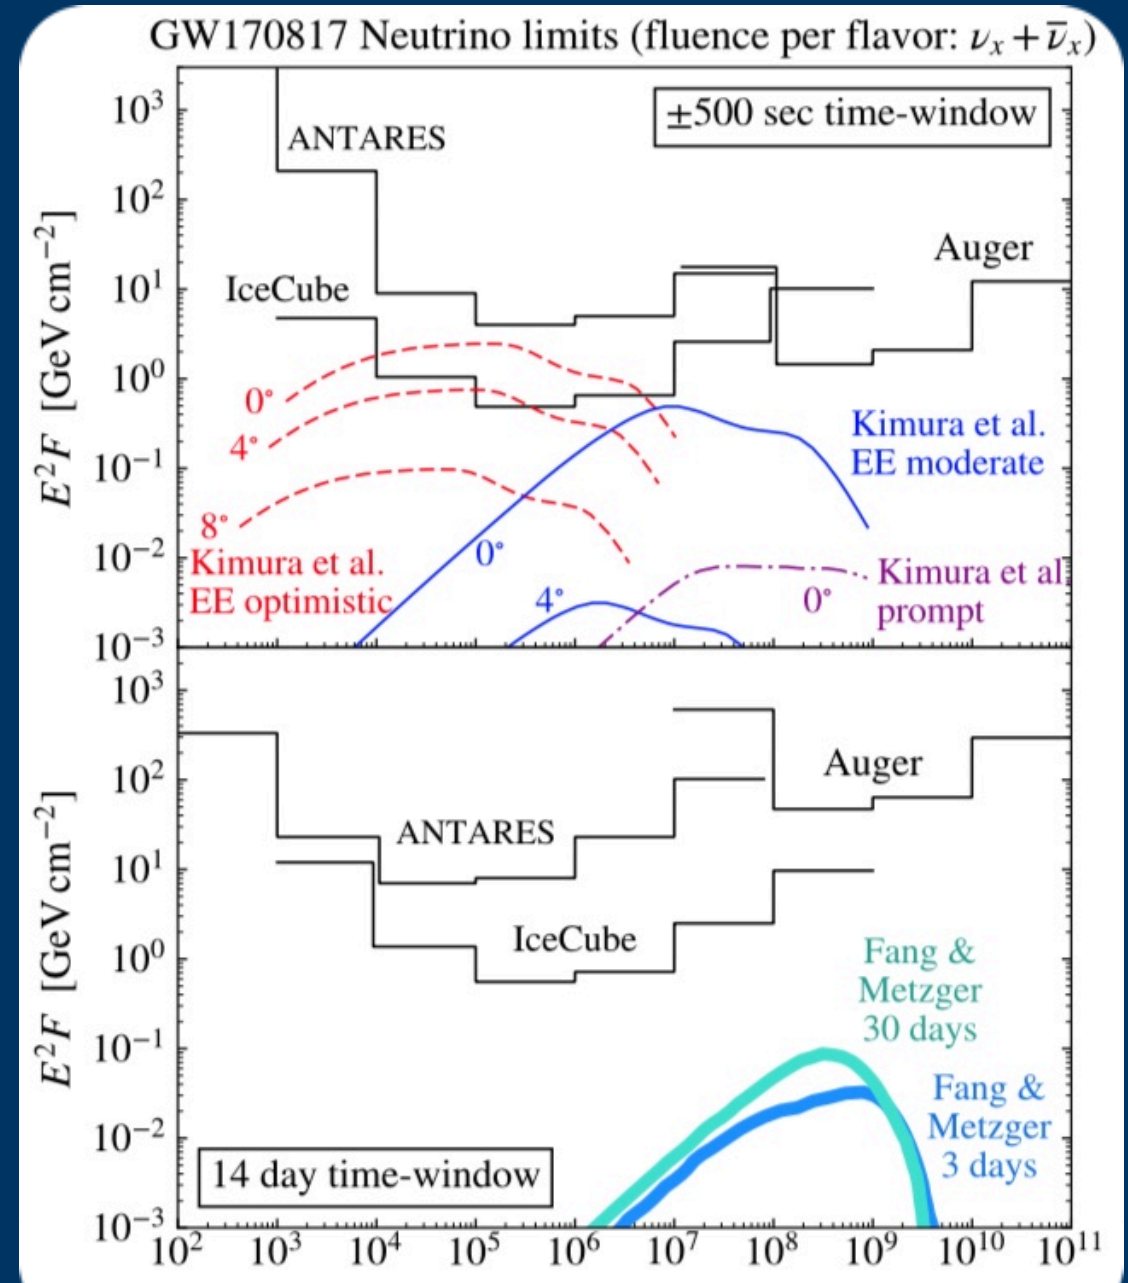 GW170817 Neutrino limits (fluence per flavor: νₓ + ν̅ₓ)
±500 sec time-window
ANTARES
IceCube
Auger
0°
4°
8°
Kimura et al.
EE optimistic
Kimura et al.
EE moderate
0°
4°
Kimura et al.
prompt
0°
E²F [GeV cm⁻²]
10³
10²
10¹
10⁰
10⁻¹
10⁻²
10⁻³
ANTARES
Auger
IceCube
Fang &
Metzger
30 days
Fang &
Metzger
3 days
14 day time-window
E²F [GeV cm⁻²]
10³
10²
10¹
10⁰
10⁻¹
10⁻²
10⁻³
10² 10³ 10⁴ 10⁵ 10⁶ 10⁷ 10⁸ 10⁹ 10¹⁰ 10¹¹